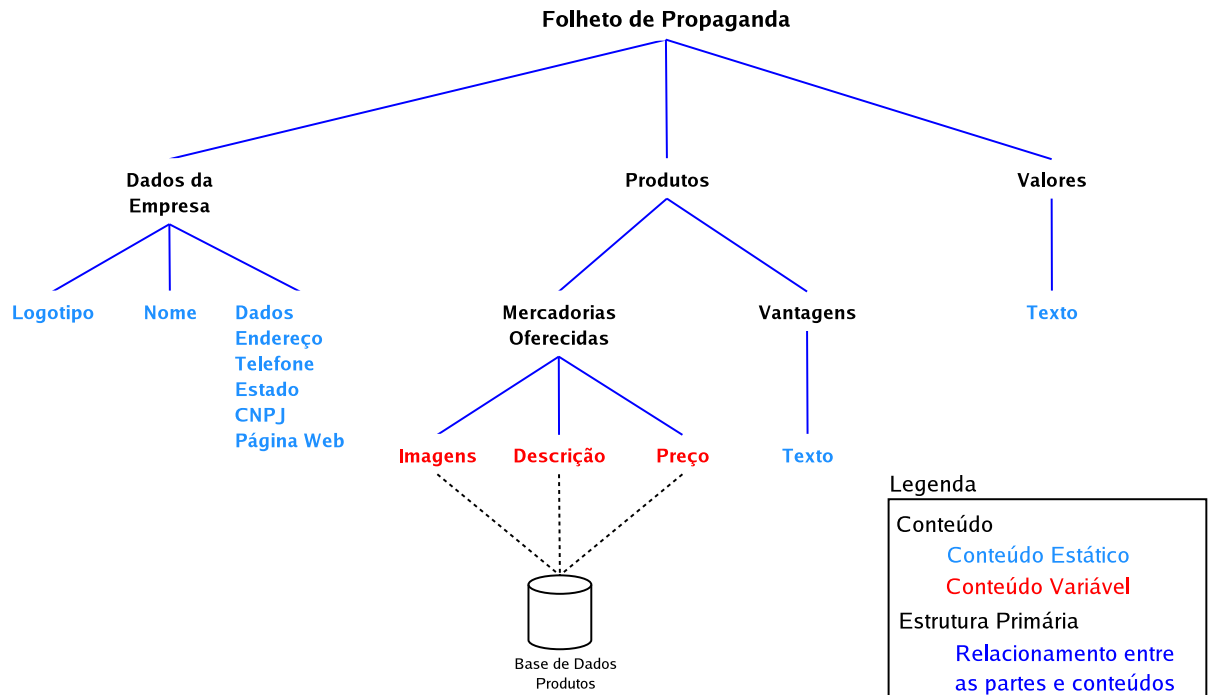 Folheto de Propaganda
Dados da
Empresa
Produtos
Valores
Logotipo
Nome
Dados
Endereço
Telefone
Estado
CNPJ
Página Web
Mercadorias
Oferecidas
Vantagens
Texto
Imagens
Descrição
Preço
Texto
Base de Dados
Produtos
Legenda
Conteúdo
Conteúdo Estático
Conteúdo Variável
Estrutura Primária
Relacionamento entre
as partes e conteúdos